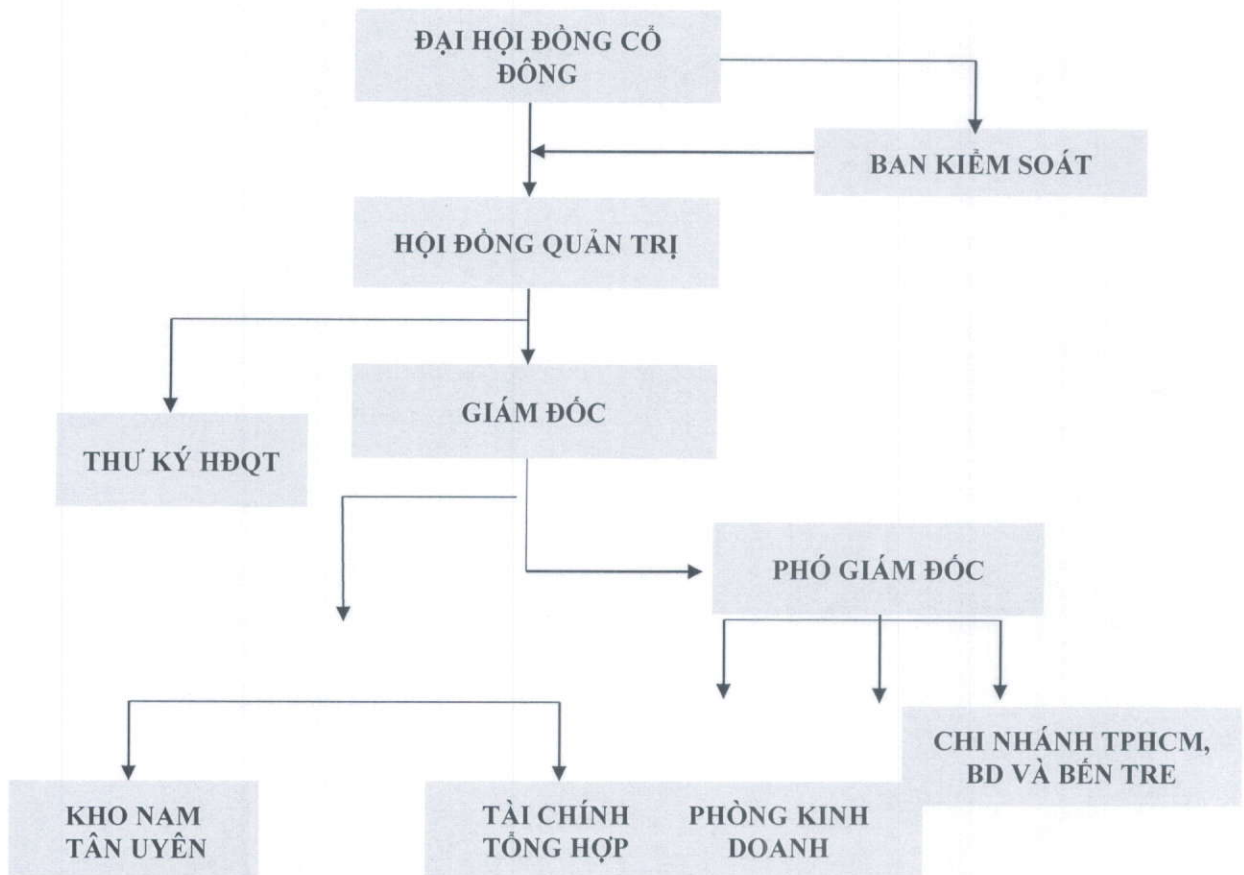 ĐẠI HỘI ĐỒNG CỔ
ĐÔNG
BAN KIỂM SOÁT
HỘI ĐỒNG QUẢN TRỊ
GIÁM ĐỐC
THƯ KÝ HĐQT
PHÓ GIÁM ĐỐC
CHI NHÁNH TPHCM,
BD VÀ BẾN TRE
KHO NAM
TÂN UYÊN
TÀI CHÍNH
TỔNG HỢP
PHÒNG KINH
DOANH